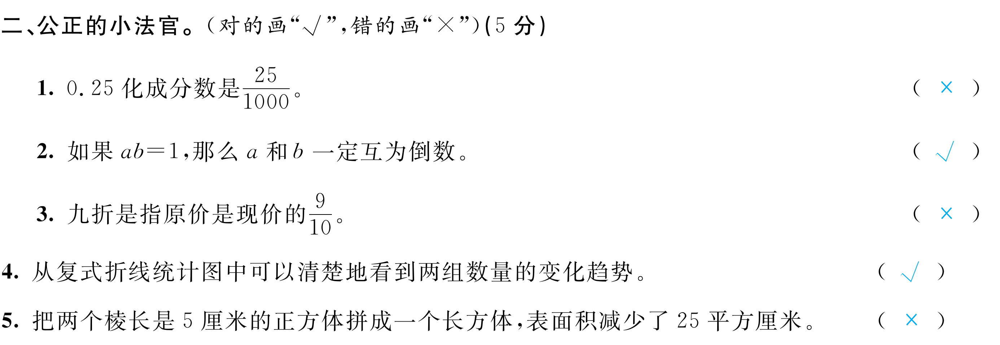 二、公正的小法官。(对的画“√”,错的画“×”)(5 分)
1. 0.25 化成分数是25/1000。 ( × )
2. 如果 ab=1,那么 a 和 b 一定互为倒数。 ( √ )
3. 九折是指原价是现价的9/10。 ( × )
4. 从复式折线统计图中可以清楚地看到两组数量的变化趋势。 ( √ )
5. 把两个棱长是 5 厘米的正方体拼成一个长方体,表面积减少了 25 平方厘米。 ( × )